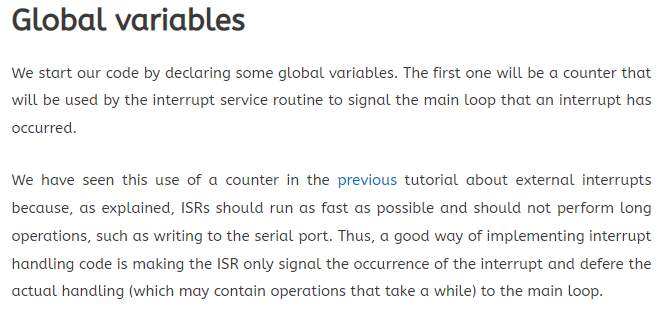 Global variables
We start our code by declaring some global variables. The first one will be a counter that
will be used by the interrupt service routine to signal the main loop that an interrupt has
occurred.
We have seen this use of a counter in the previous tutorial about external interrupts
because, as explained, ISRs should run as fast as possible and should not perform long
operations, such as writing to the serial port. Thus, a good way of implementing interrupt
handling code is making the ISR only signal the occurrence of the interrupt and defere the
actual handling (which may contain operations that take a while) to the main loop.